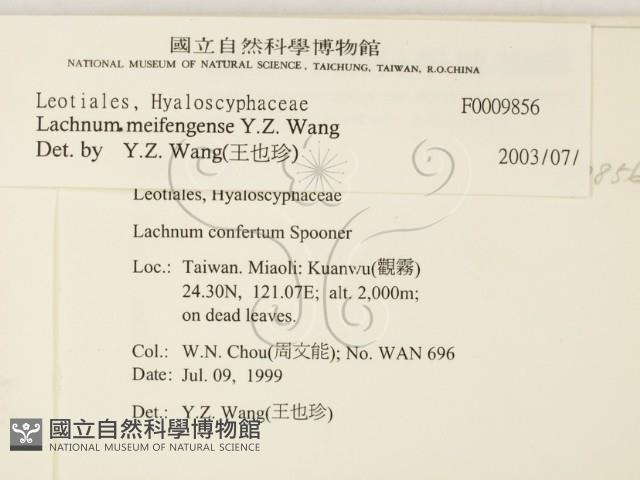 國立自然科學博物館
NATIONAL MUSEUM OF NATURAL SCIENCE, TAICHUNG, TAIWAN, R.O.CHINA
Leotiales, Hyaloscyphaceae F0009856
Lachnum meifengense Y.Z. Wang
Det. by Y.Z. Wang(王也珍) 2003/07/
856
Leotiales, Hyaloscyphaceae
Lachnum confertum Spooner
Loc.: Taiwan. Miaoli: Kuanwu(觀霧)
24.30N, 121.07E; alt. 2,000m;
on dead leaves.
Col.: W.N. Chou(周文能); No. WAN 696
Date: Jul. 09, 1999
Det.: Y.Z. Wang(王也珍)
國立自然科學博物館
NATIONAL MUSEUM OF NATURAL SCIENCE